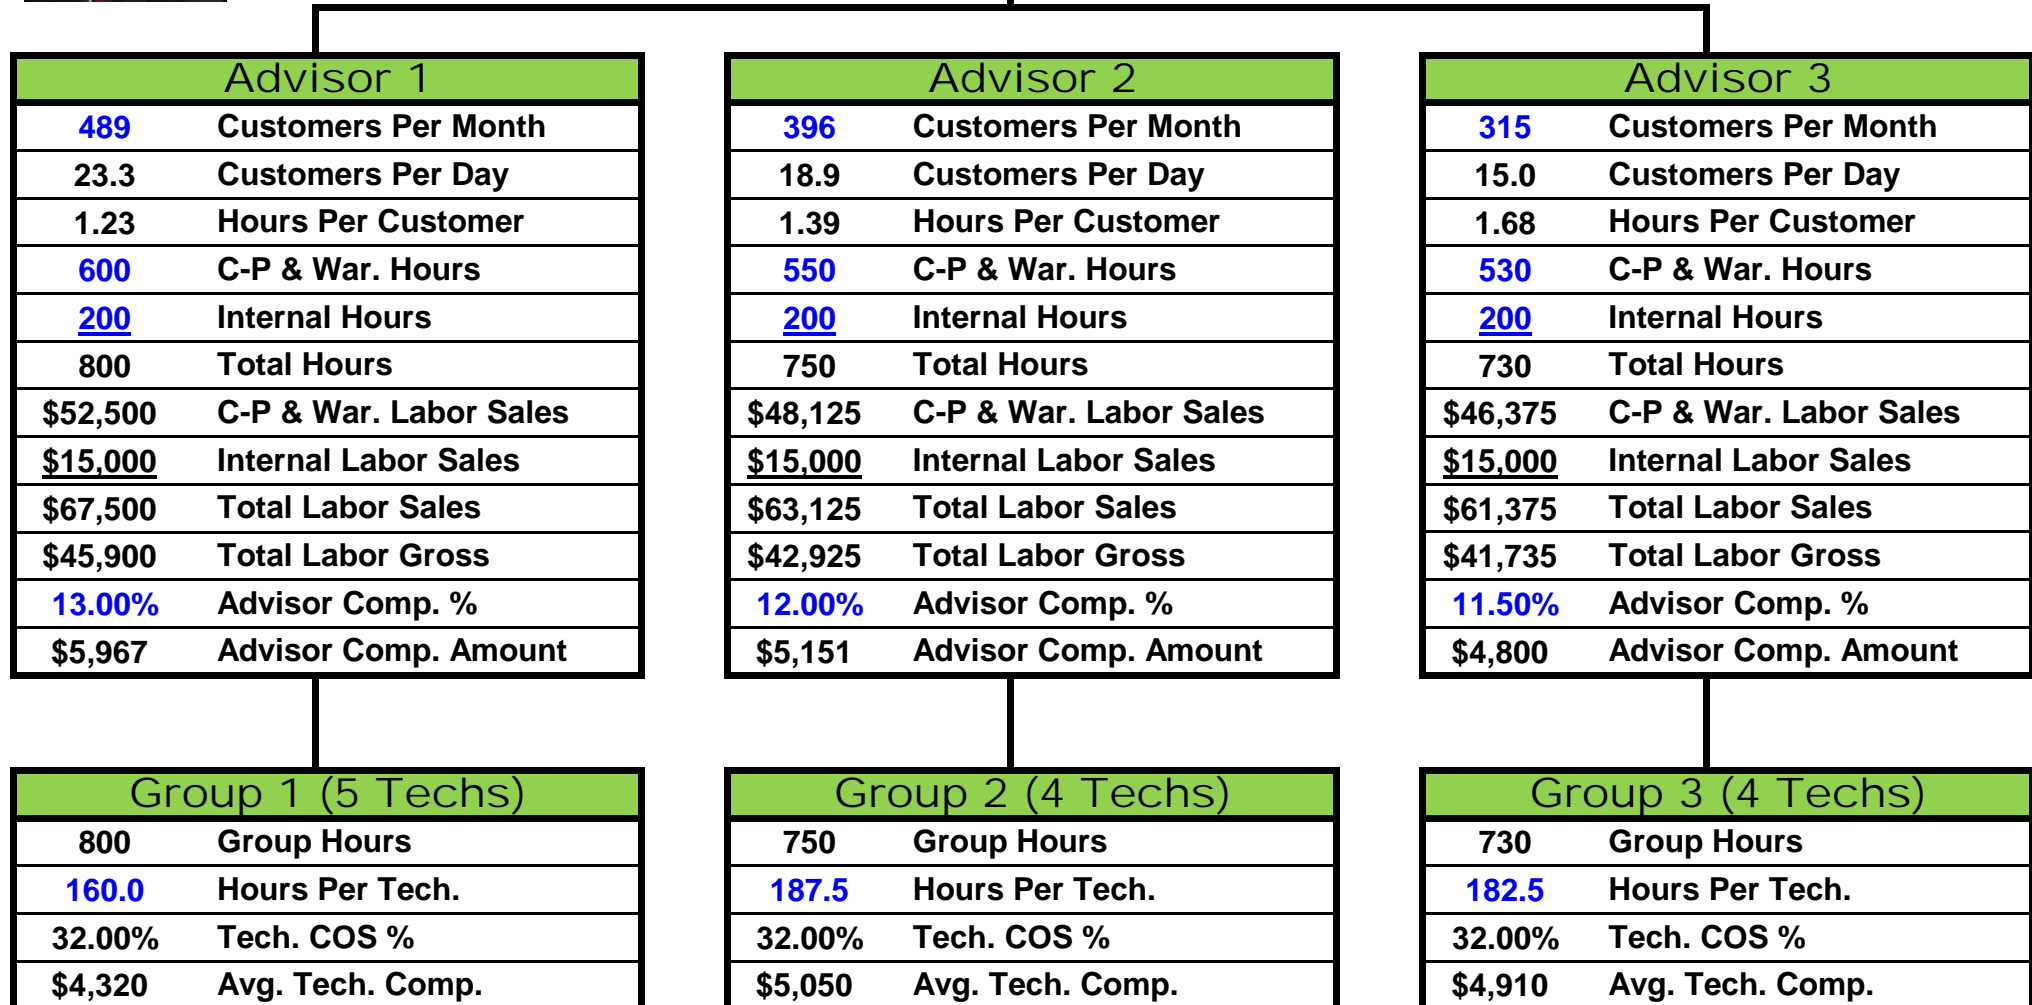 Advisor 1 Advisor 2 Advisor 3
489 Customers Per Month 396 Customers Per Month 315 Customers Per Month
23.3 Customers Per Day 18.9 Customers Per Day 15.0 Customers Per Day
1.23 Hours Per Customer 1.39 Hours Per Customer 1.68 Hours Per Customer
600 C-P & War. Hours 550 C-P & War. Hours 530 C-P & War. Hours
200 Internal Hours 200 Internal Hours 200 Internal Hours
800 Total Hours 750 Total Hours 730 Total Hours
$52,500 C-P & War. Labor Sales $48,125 C-P & War. Labor Sales $46,375 C-P & War. Labor Sales
$15,000 Internal Labor Sales $15,000 Internal Labor Sales $15,000 Internal Labor Sales
$67,500 Total Labor Sales $63,125 Total Labor Sales $61,375 Total Labor Sales
$45,900 Total Labor Gross $42,925 Total Labor Gross $41,735 Total Labor Gross
13.00% Advisor Comp. % 12.00% Advisor Comp. % 11.50% Advisor Comp. %
$5,967 Advisor Comp. Amount $5,151 Advisor Comp. Amount $4,800 Advisor Comp. Amount
Group 1 (5 Techs) Group 2 (4 Techs) Group 3 (4 Techs)
800 Group Hours 750 Group Hours 730 Group Hours
160.0 Hours Per Tech. 187.5 Hours Per Tech. 182.5 Hours Per Tech.
32.00% Tech. COS % 32.00% Tech. COS % 32.00% Tech. COS %
$4,320 Avg. Tech. Comp. $5,050 Avg. Tech. Comp. $4,910 Avg. Tech. Comp.